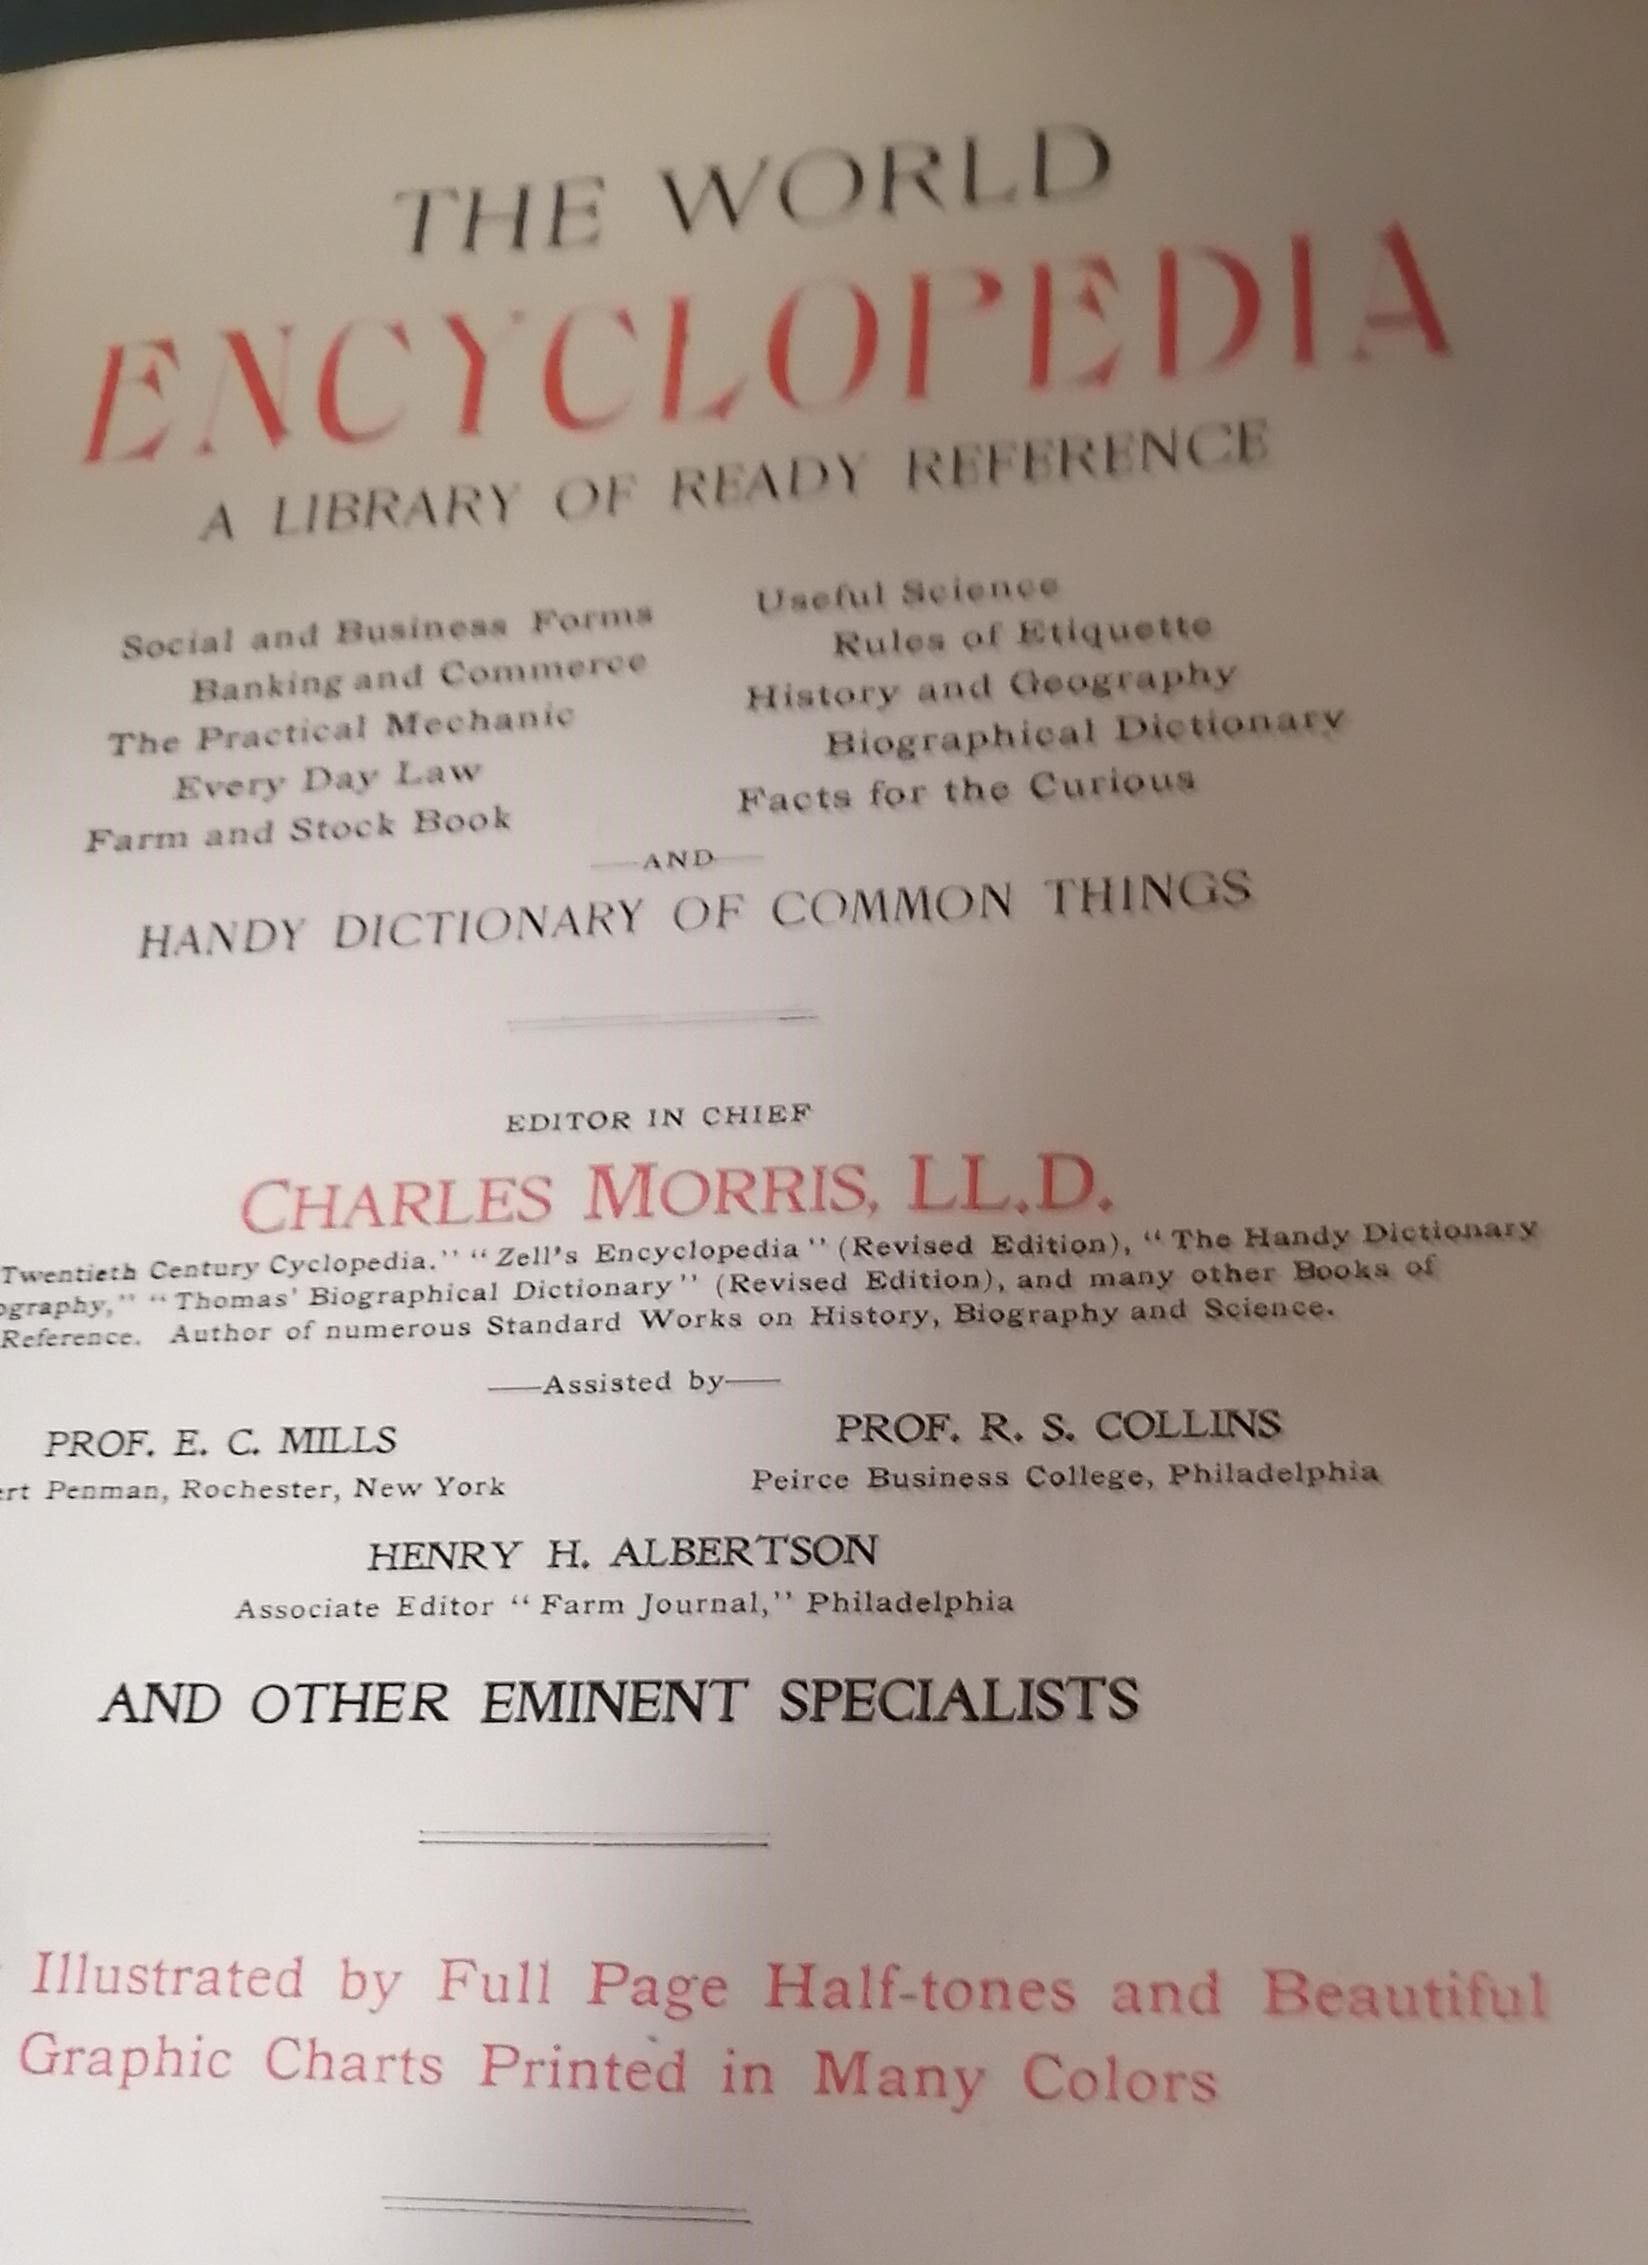 THE WORLD
ENCYCLOPEDIA
A LIBRARY OF READY REFERENCE
Social and Business Forms
Banking and Commerce
The Practical Mechanic
Every Day Law
Farm and Stock Book
Useful Science
Rules of Etiquette
History and Geography
Biographical Dictionary
Facts for the Curious
—AND—
HANDY DICTIONARY OF COMMON THINGS
EDITOR IN CHIEF
CHARLES MORRIS, LL.D.
Twentieth Century Cyclopedia." "Zell's Encyclopedia" (Revised Edition), "The Handy Dictionary
ography," "Thomas' Biographical Dictionary" (Revised Edition), and many other Books of
Reference. Author of numerous Standard Works on History, Biography and Science.
—Assisted by—
PROF. E. C. MILLS
ert Penman, Rochester, New York
PROF. R. S. COLLINS
Peirce Business College, Philadelphia
HENRY H. ALBERTSON
Associate Editor "Farm Journal," Philadelphia
AND OTHER EMINENT SPECIALISTS
Illustrated by Full Page Half-tones and Beautiful
Graphic Charts Printed in Many Colors